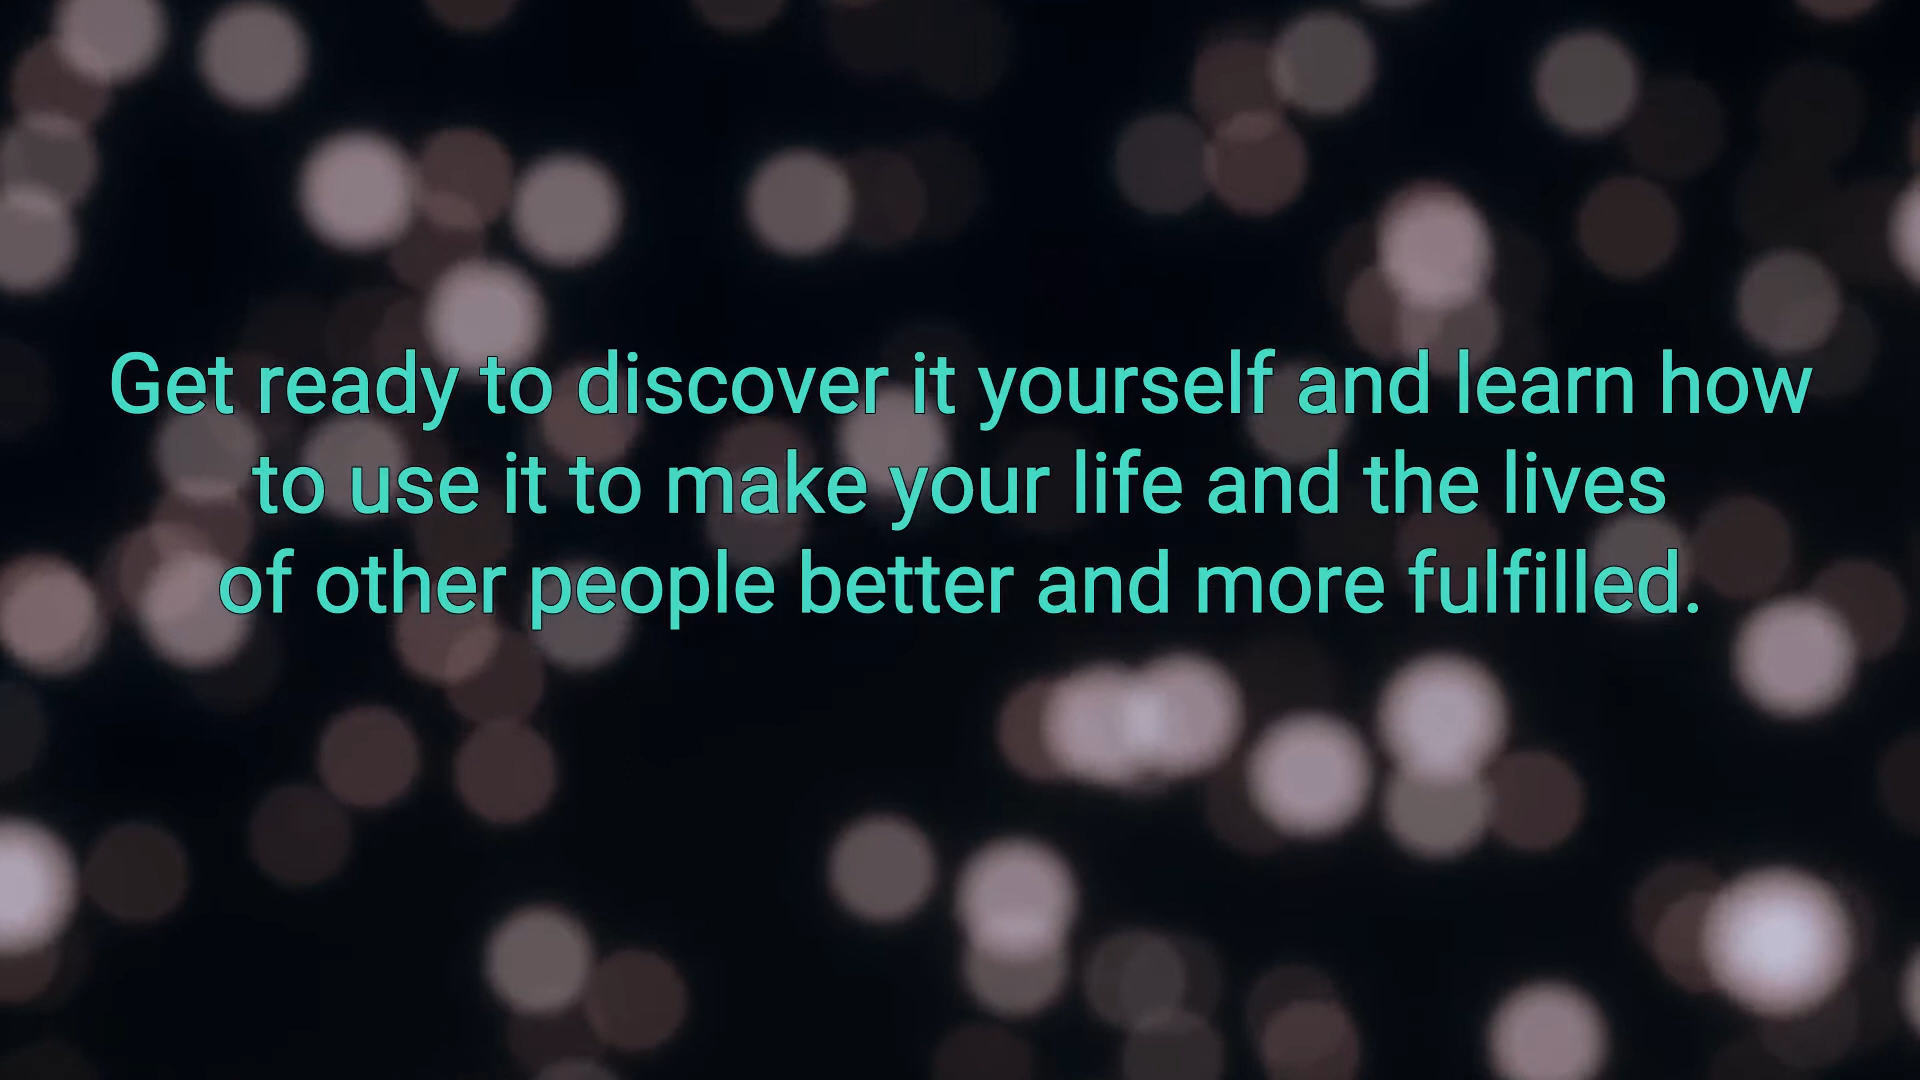 Get ready to discover it yourself and learn how
to use it to make your life and the lives
of other people better and more fulfilled.